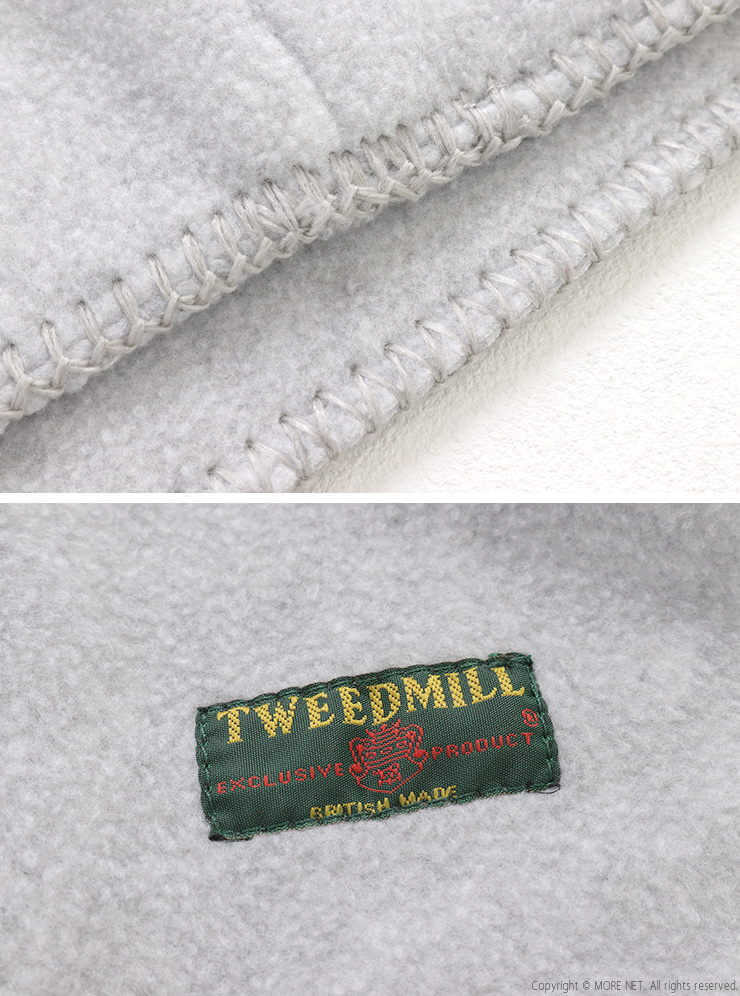 TWEEDMILL
®
EXCLUSIVE PRODUCT
BRITISH MADE
Copyright © MORE NET. All rights reserved.